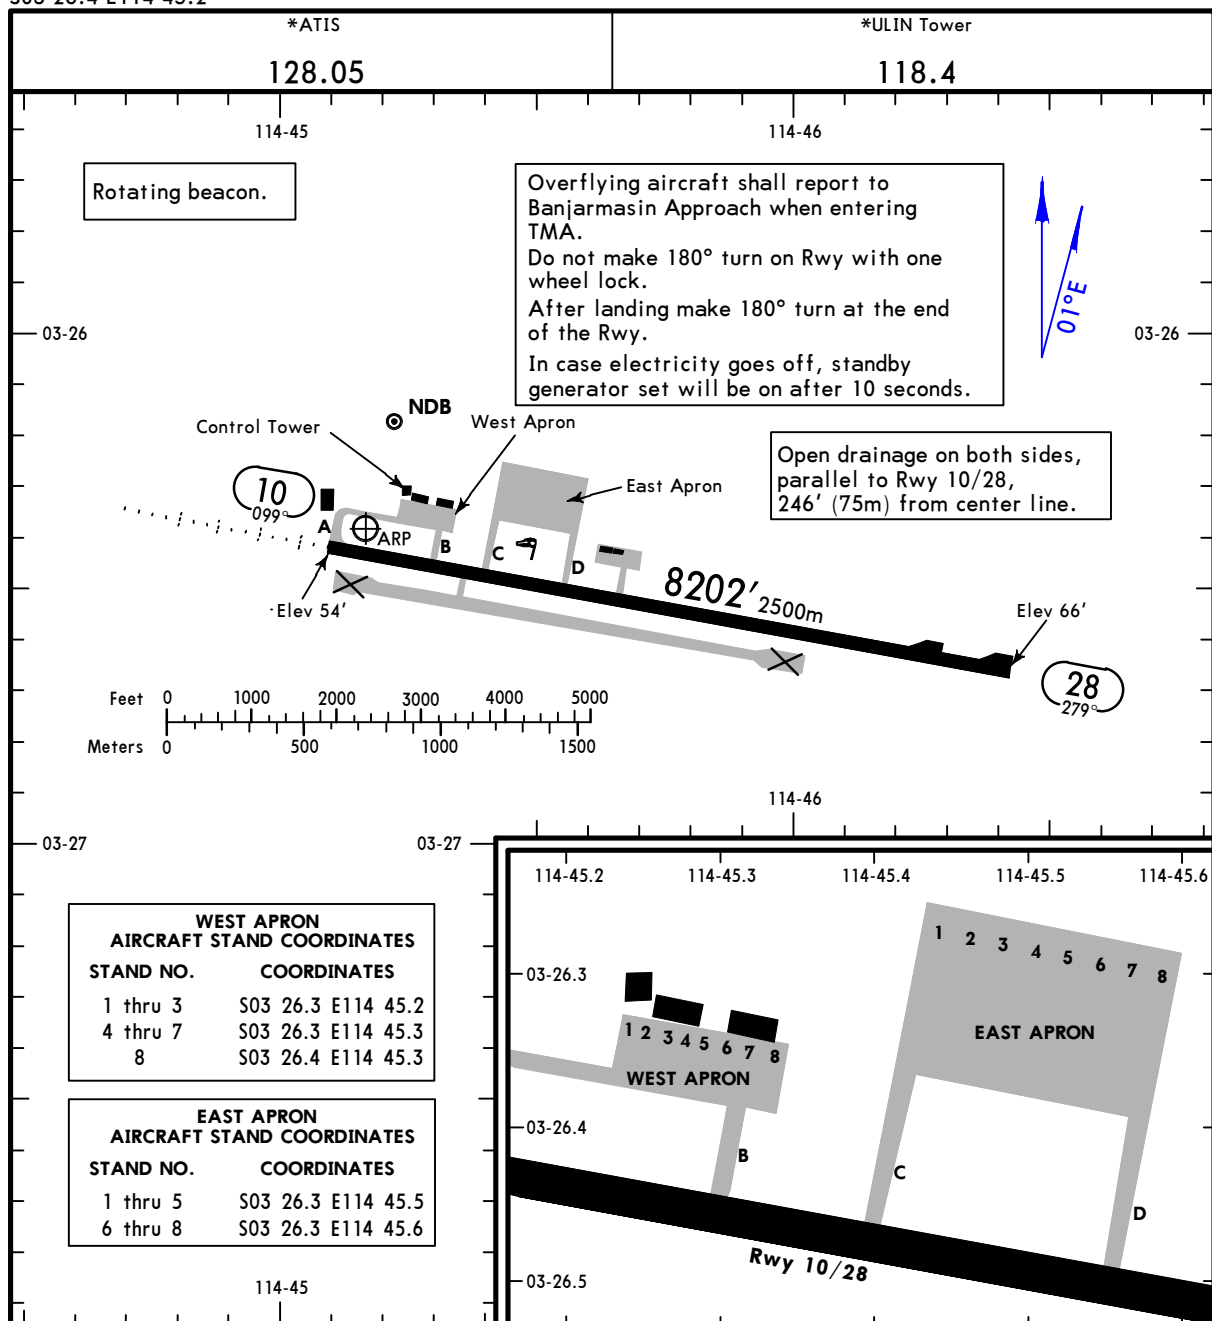 S03 26.4 E114 45.2
*ATIS
128.05
*ULIN Tower
118.4
114-45
114-46
Rotating beacon.
Overflying aircraft shall report to
Banjarmasin Approach when entering
TMA.
Do not make 180° turn on Rwy with one
wheel lock.
After landing make 180° turn at the end
of the Rwy.
In case electricity goes off, standby
generator set will be on after 10 seconds.
01°E
03-26
03-26
NDB
Control Tower
West Apron
East Apron
Open drainage on both sides,
parallel to Rwy 10/28,
246' (75m) from center line.
10
099°
A
ARP
B
C
D
8202' 2500m
Elev 54'
Elev 66'
28
279°
Feet 0 1000 2000 3000 4000 5000
Meters 0 500 1000 1500
114-46
03-27
03-27
WEST APRON
AIRCRAFT STAND COORDINATES
STAND NO. COORDINATES
1 thru 3 S03 26.3 E114 45.2
4 thru 7 S03 26.3 E114 45.3
8 S03 26.4 E114 45.3
EAST APRON
AIRCRAFT STAND COORDINATES
STAND NO. COORDINATES
1 thru 5 S03 26.3 E114 45.5
6 thru 8 S03 26.3 E114 45.6
114-45
114-45.2 114-45.3 114-45.4 114-45.5 114-45.6
03-26.3
03-26.4
03-26.5
1 2 3 4 5 6 7 8
WEST APRON
1 2 3 4 5 6 7 8
EAST APRON
B
C
D
Rwy 10/28